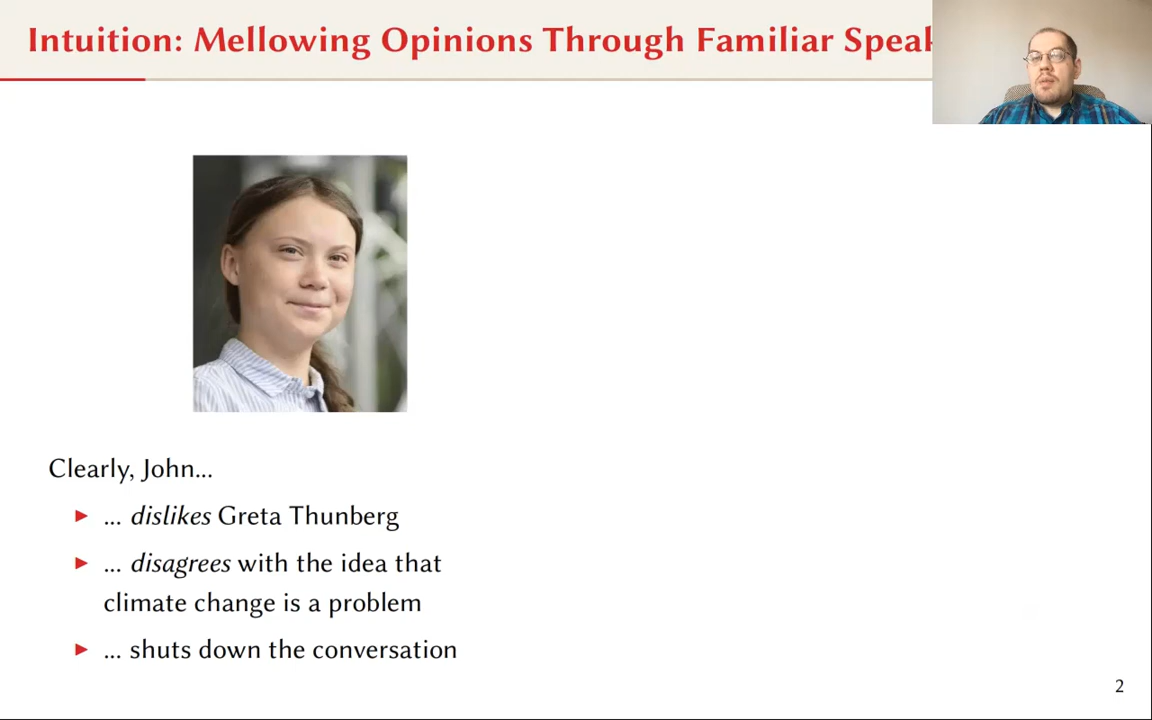 Intuition: Mellowing Opinions Through Familiar
Clearly, John...
► ... dislikes Greta Thunberg
► ... disagrees with the idea that
climate change is a problem
► ... shuts down the conversation
2